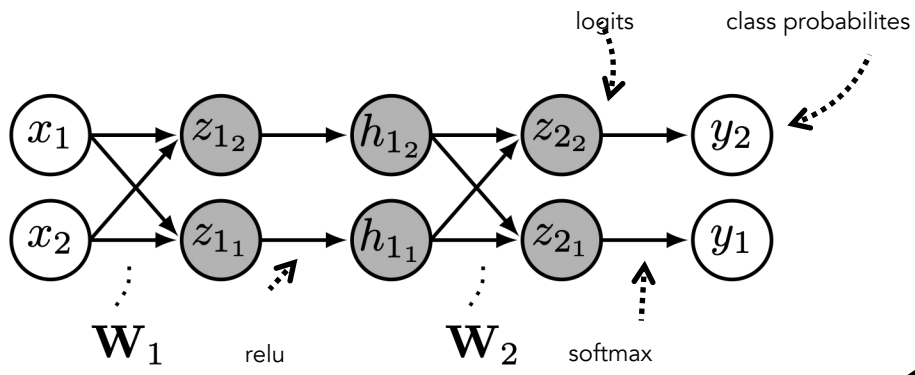 logits class probabilites
x₁ z₁₂ h₁₂ z₂₂ y₂
x₂ z₁₁ h₁₁ z₂₁ y₁
W₁ relu W₂ softmax